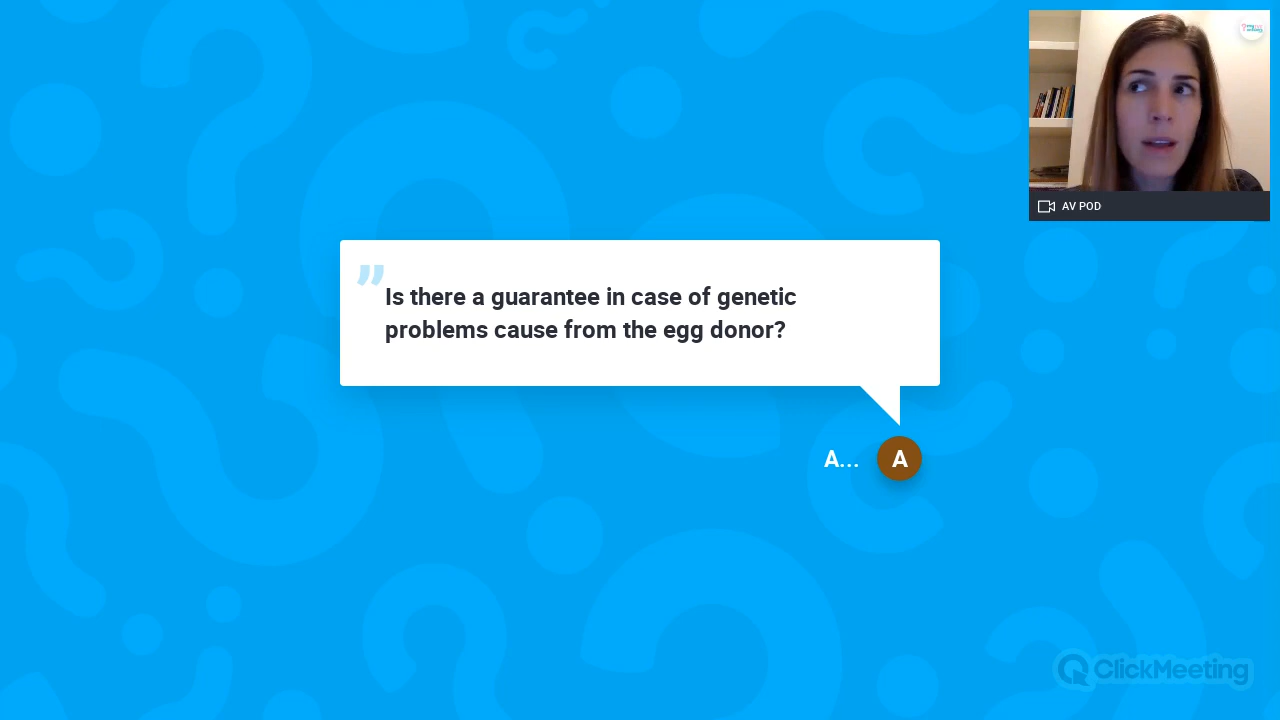 AV POD
Is there a guarantee in case of genetic
problems cause from the egg donor?
A...
A
ClickMeeting